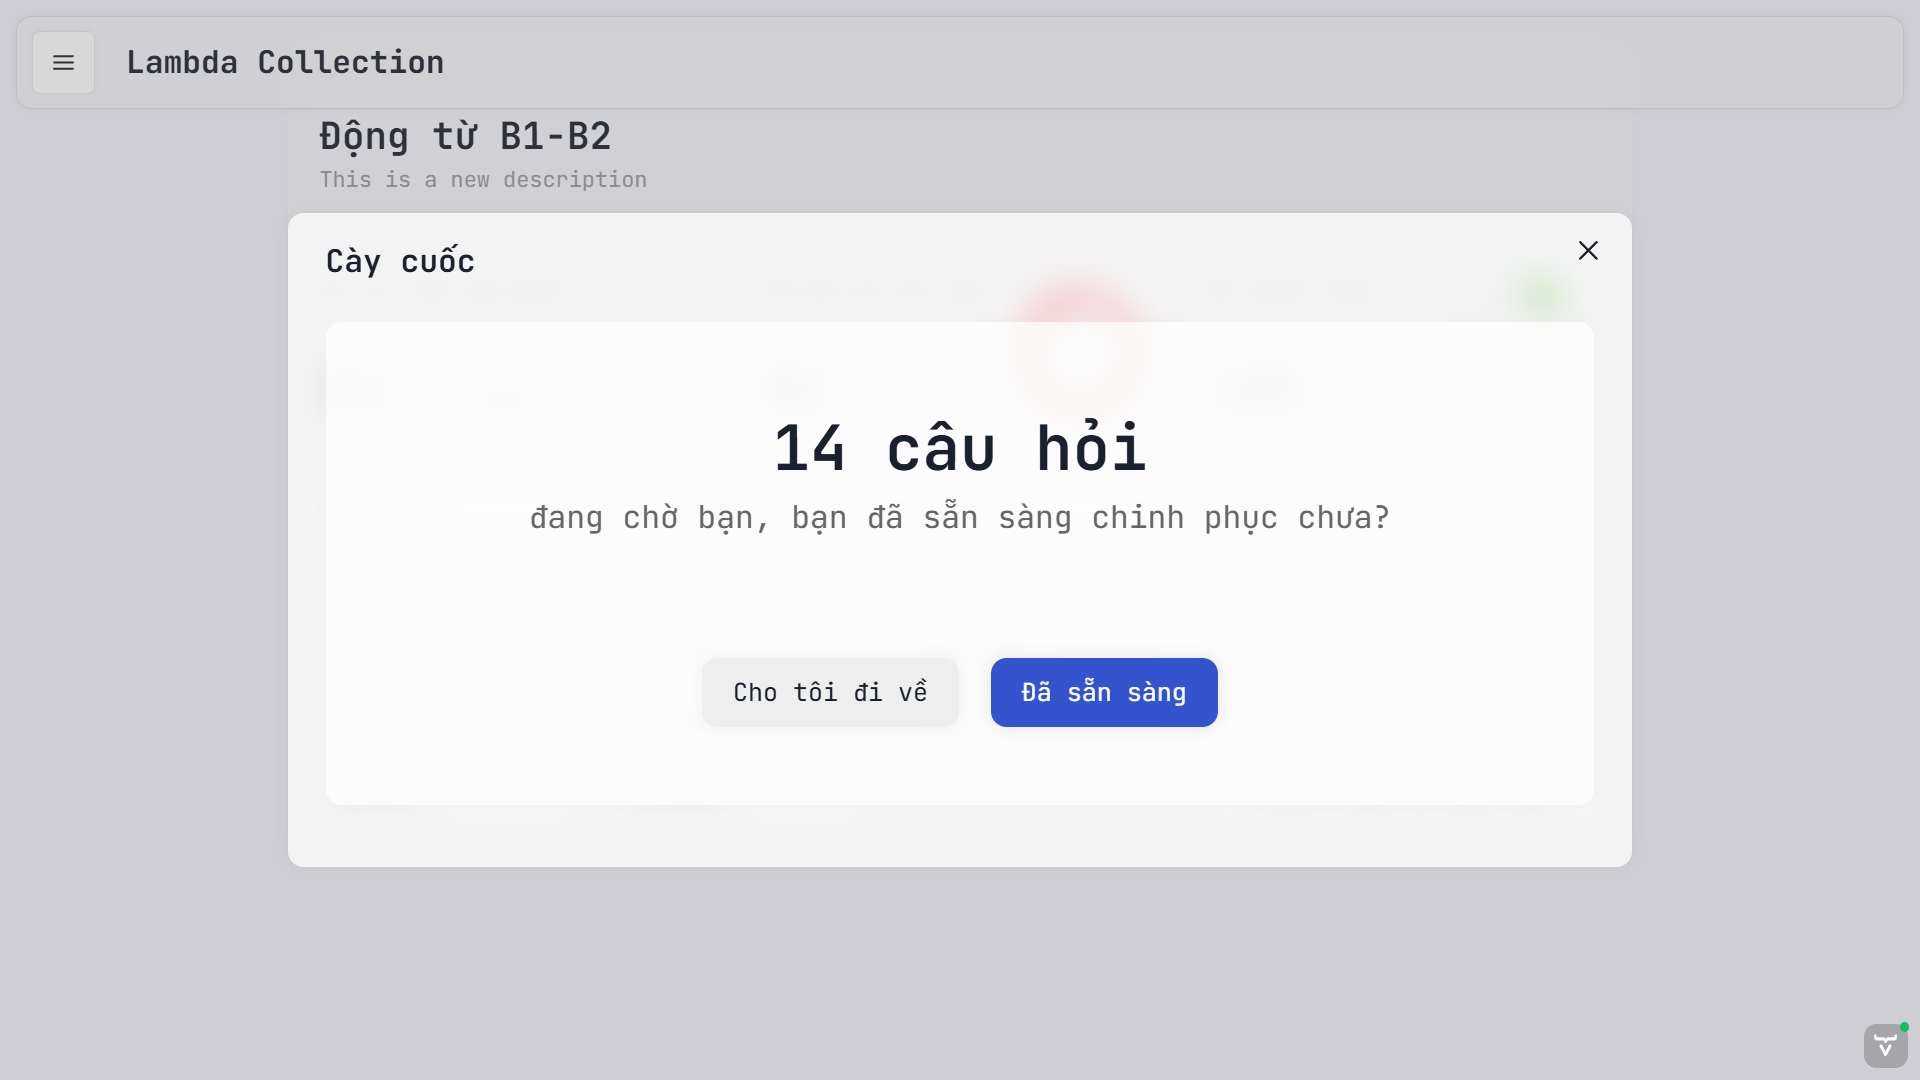 Lambda Collection
Động từ B1-B2
This is a new description
Cày cuốc
14 câu hỏi
đang chờ bạn, bạn đã sẵn sàng chinh phục chưa?
Cho tôi đi về
Đã sẵn sàng